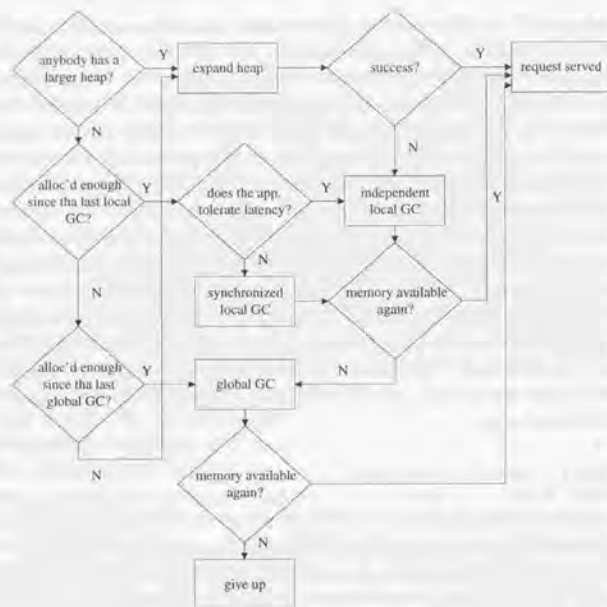 anybody has a
larger heap?
Y
expand heap
success?
Y
request served
N
N
alloc'd enough
since tha last local
GC?
Y
does the app.
tolerate latency?
Y
independent
local GC
Y
N
N
synchronized
local GC
memory available
again?
alloc'd enough
since tha last
global GC?
Y
global GC
N
N
memory available
again?
N
give up